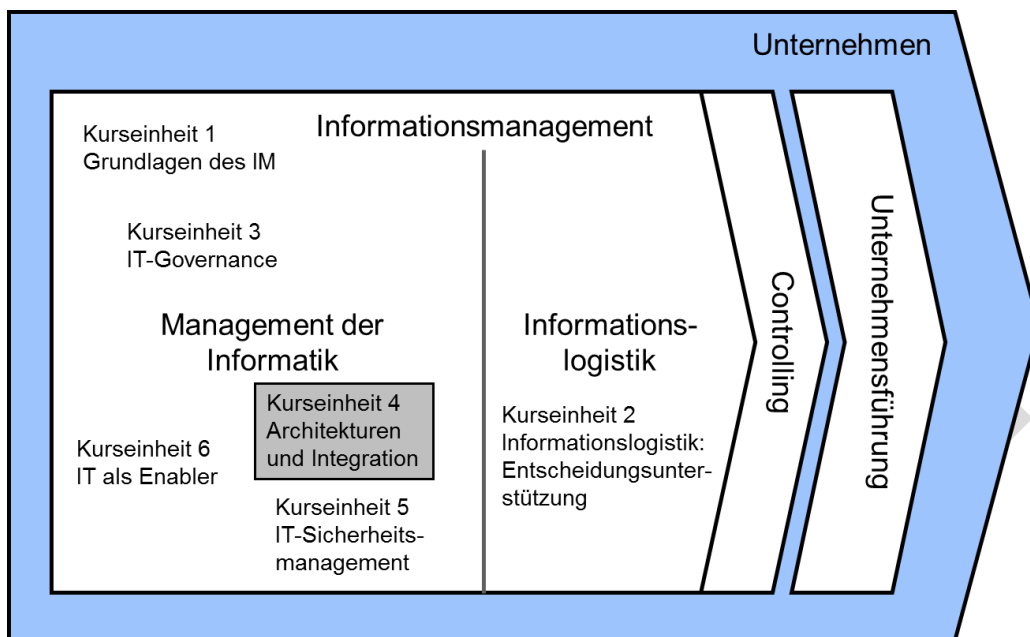 Unternehmen
Kurseinheit 1
Grundlagen des IM
Informationsmanagement
Kurseinheit 3
IT-Governance
Management der
Informatik
Kurseinheit 4
Architekturen
und Integration
Kurseinheit 6
IT als Enabler
Kurseinheit 5
IT-Sicherheits-
management
Informations-
logistik
Kurseinheit 2
Informationslogistik:
Entscheidungsunter-
stützung
Controlling
Unternehmensführung